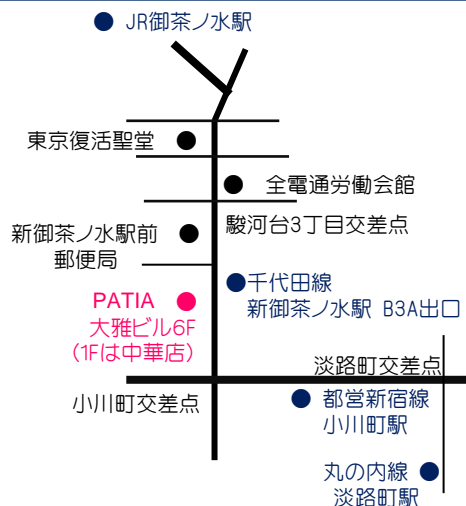 JR御茶ノ水駅
東京復活聖堂
全電通労働会館
駿河台3丁目交差点
新御茶ノ水駅前
郵便局
千代田線
新御茶ノ水駅 B3A出口
PATIA
大雅ビル6F
(1Fは中華店)
淡路町交差点
小川町交差点
都営新宿線
小川町駅
丸の内線
淡路町駅